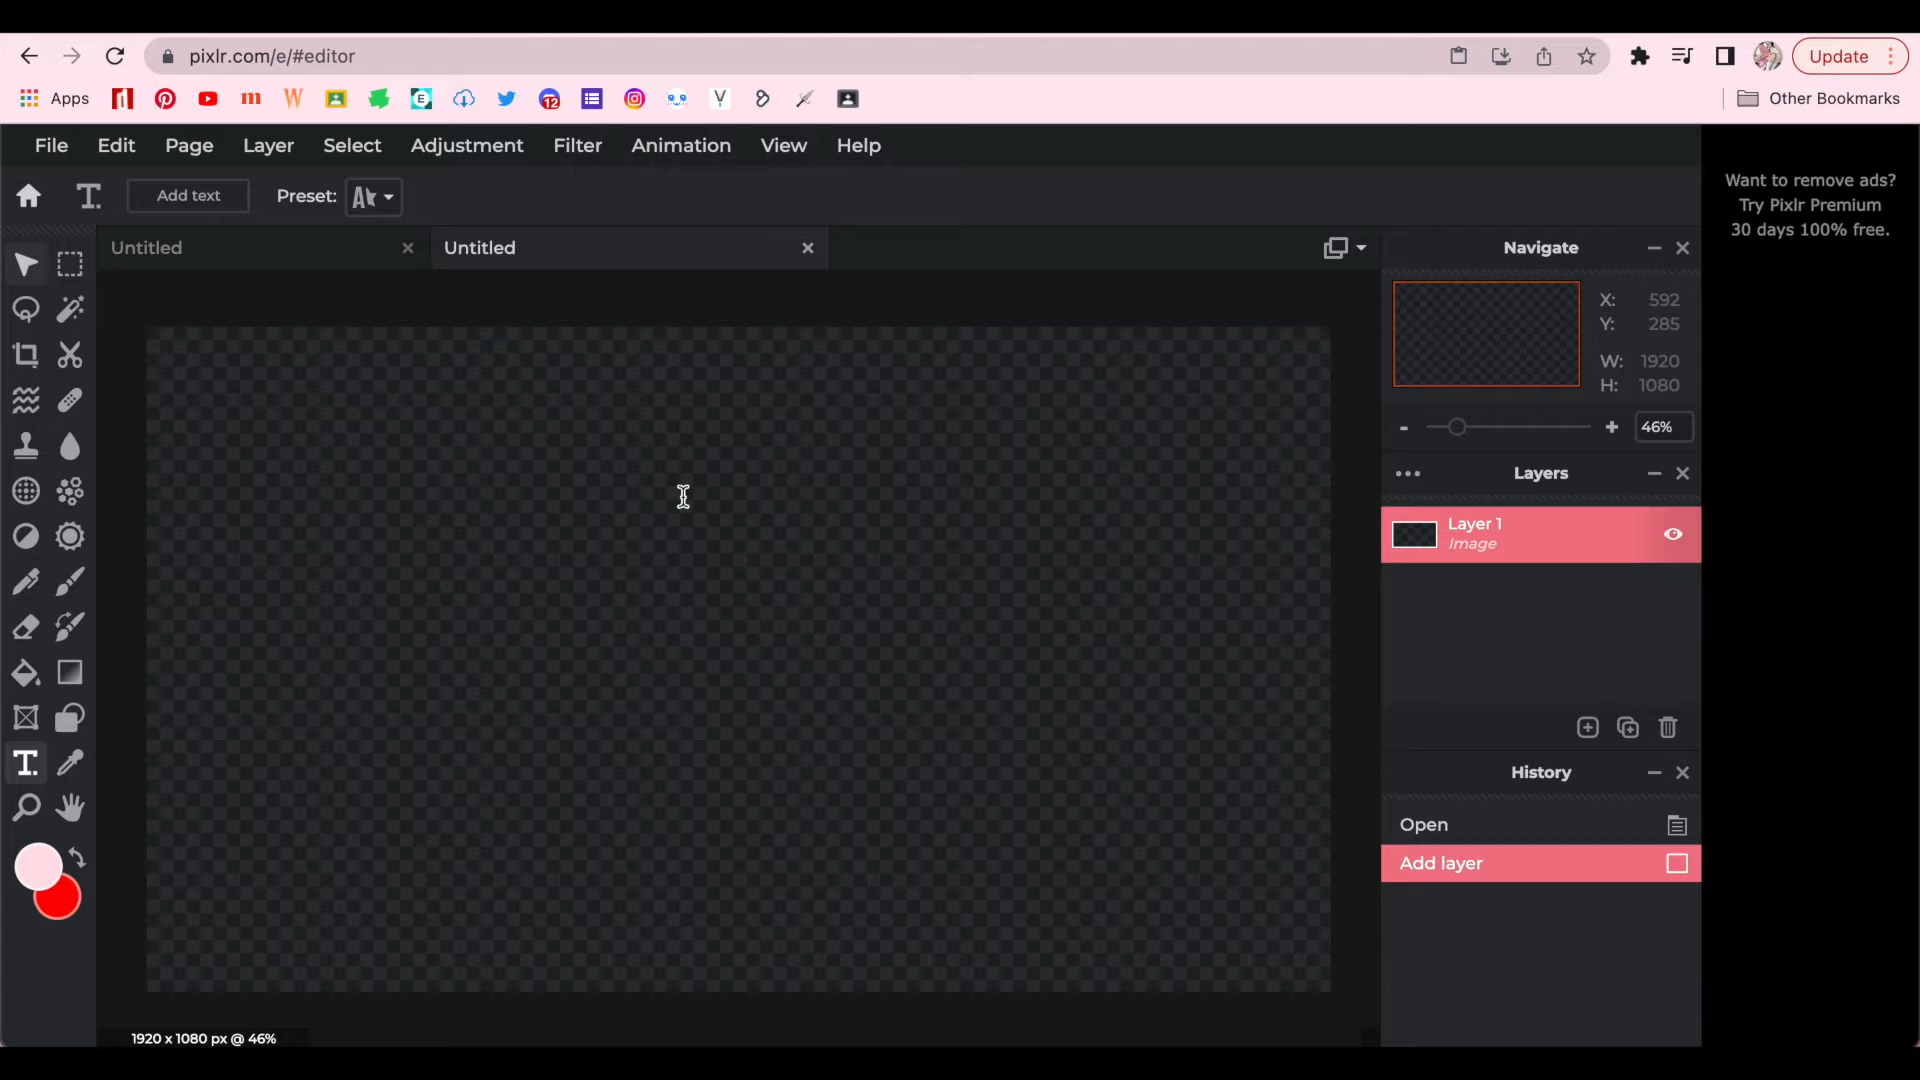 pixlr.com/e/#editor
Update
Apps
12
Other Bookmarks
File Edit Page Layer Select Adjustment Filter Animation View Help
Add text Preset:
Want to remove ads?
Try Pixlr Premium
30 days 100% free.
Untitled
Untitled
Navigate
X: 592
Y: 285
W: 1920
H: 1080
46%
Layers
Layer 1
Image
History
Open
Add layer
1920 x 1080 px @ 46%